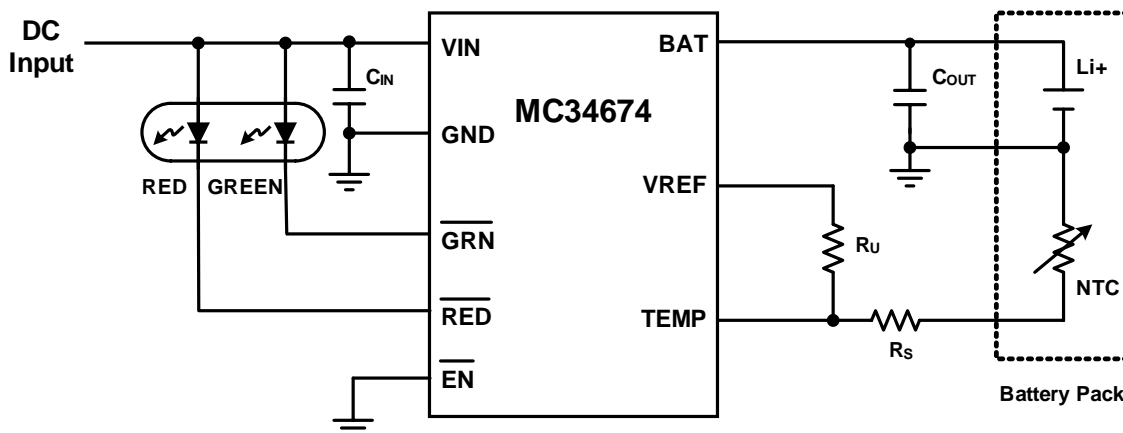 DC
Input
VIN
BAT
CIN
COUT
Li+
MC34674
GND
RED GREEN
VREF
GRN
RU
NTC
RED
TEMP
RS
EN
Battery Pack